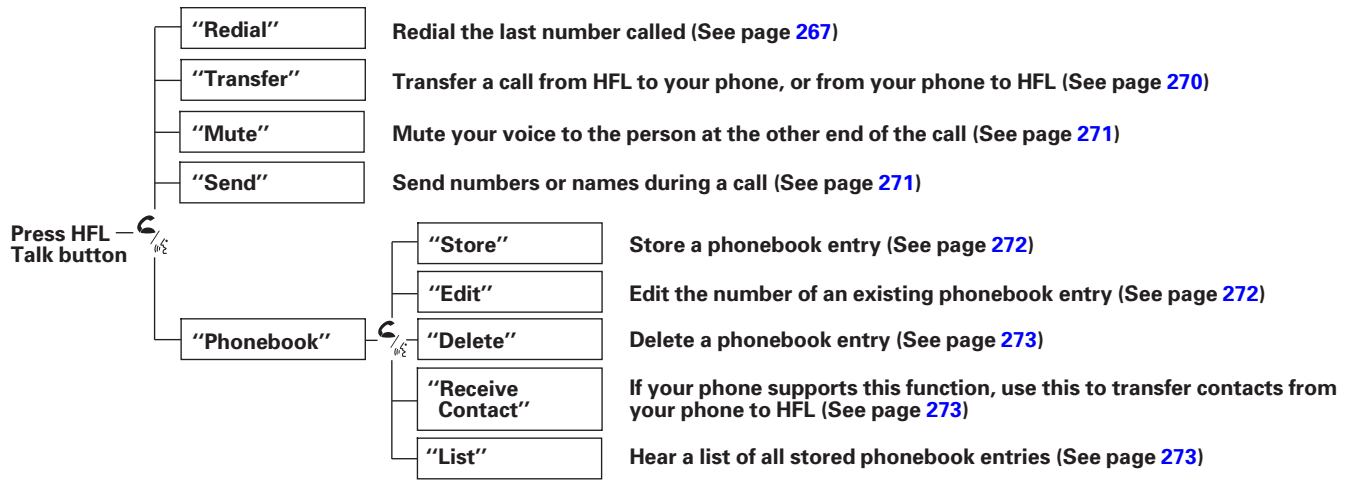 "Redial" Redial the last number called (See page 267)
"Transfer" Transfer a call from HFL to your phone, or from your phone to HFL (See page 270)
"Mute" Mute your voice to the person at the other end of the call (See page 271)
"Send" Send numbers or names during a call (See page 271)
Press HFL
Talk button
"Phonebook"
"Store" Store a phonebook entry (See page 272)
"Edit" Edit the number of an existing phonebook entry (See page 272)
"Delete" Delete a phonebook entry (See page 273)
"Receive
Contact"
If your phone supports this function, use this to transfer contacts from
your phone to HFL (See page 273)
"List" Hear a list of all stored phonebook entries (See page 273)